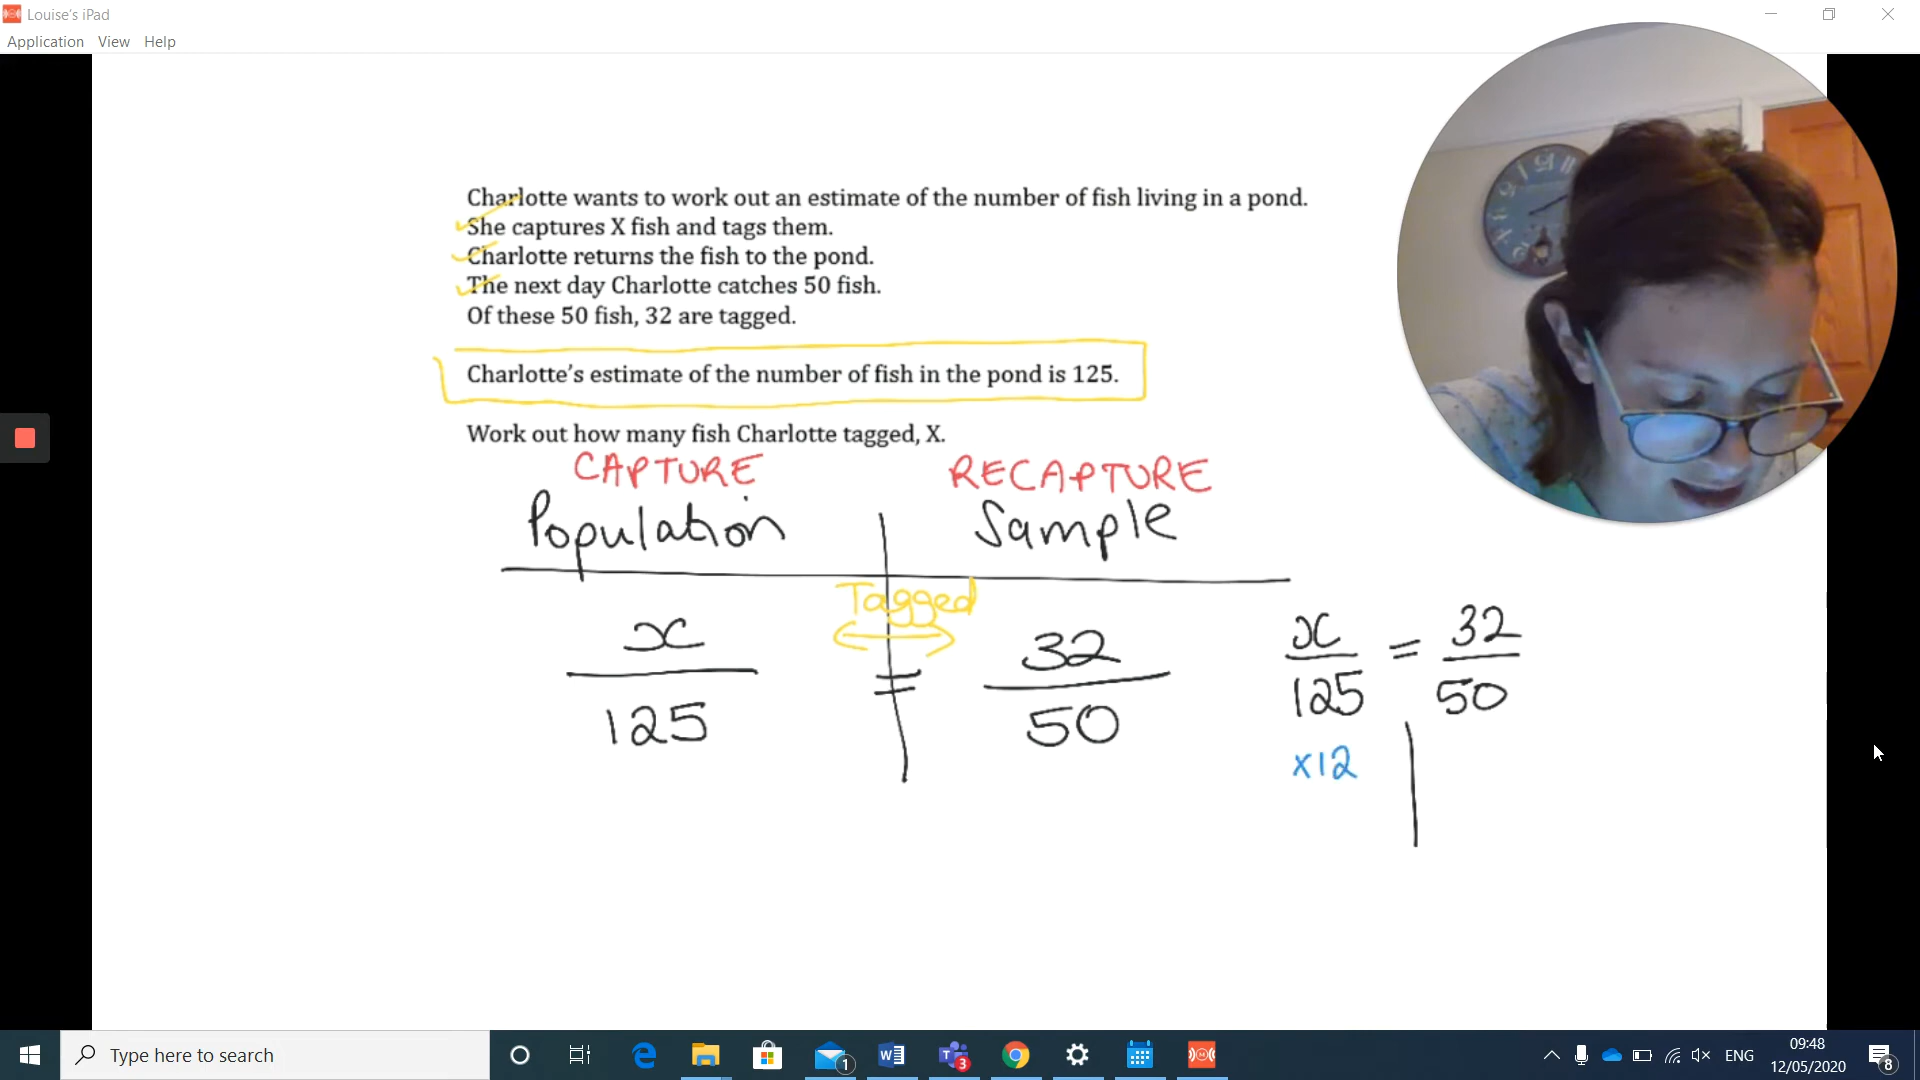 Louise's iPad
Application View Help
Charlotte wants to work out an estimate of the number of fish living in a pond.
She captures X fish and tags them.
Charlotte returns the fish to the pond.
The next day Charlotte catches 50 fish.
Of these 50 fish, 32 are tagged.
Charlotte's estimate of the number of fish in the pond is 125.
Work out how many fish Charlotte tagged, X.
CAPTURE RECAPTURE
Population Sample
Tagged
x/125 = 32/50
x/125 = 32/50
x12
Type here to search
1
3
ENG
09:48
12/05/2020
8